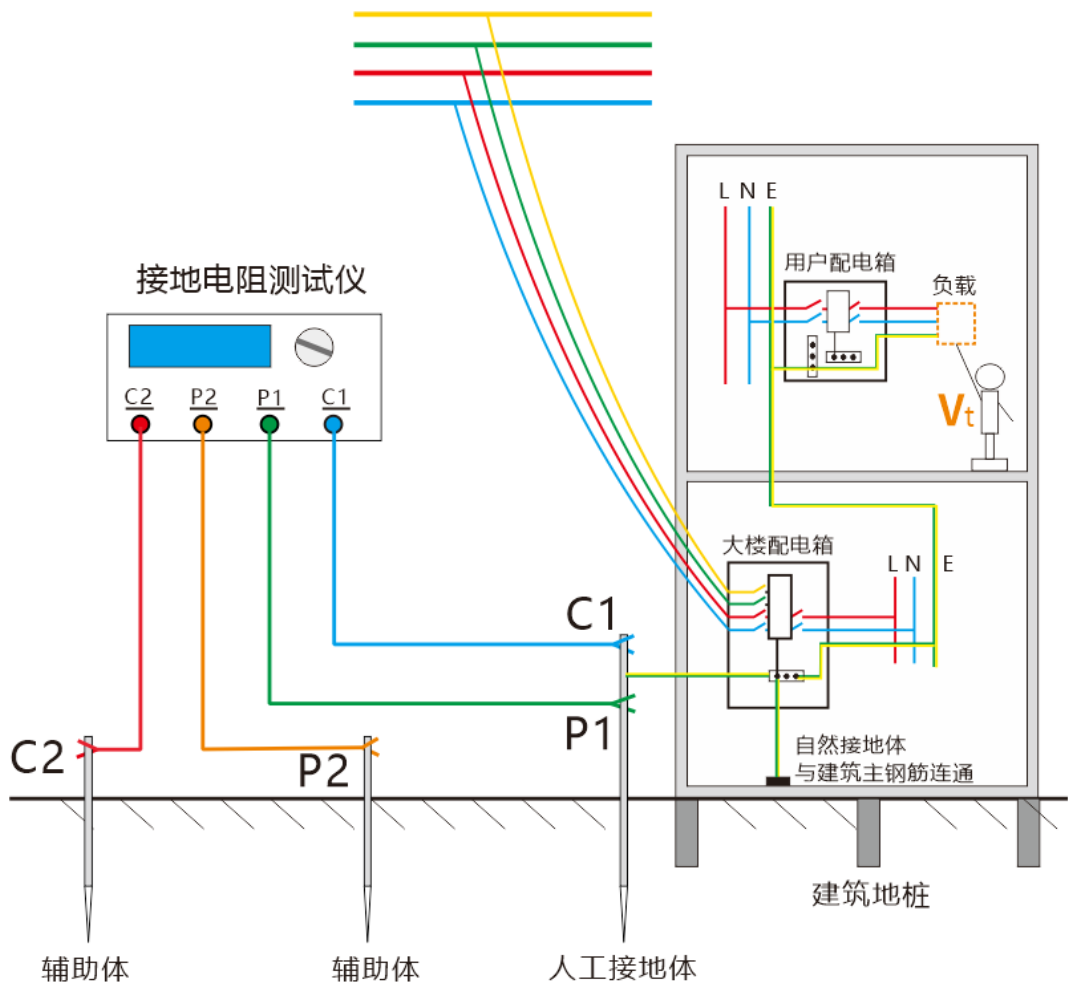 L N E
用户配电箱
负载
接地电阻测试仪
C2 P2 P1 C1
Vt
大楼配电箱
L N E
C1
P1
C2
P2
自然接地体
与建筑主钢筋连通
建筑地桩
辅助体
辅助体
人工接地体